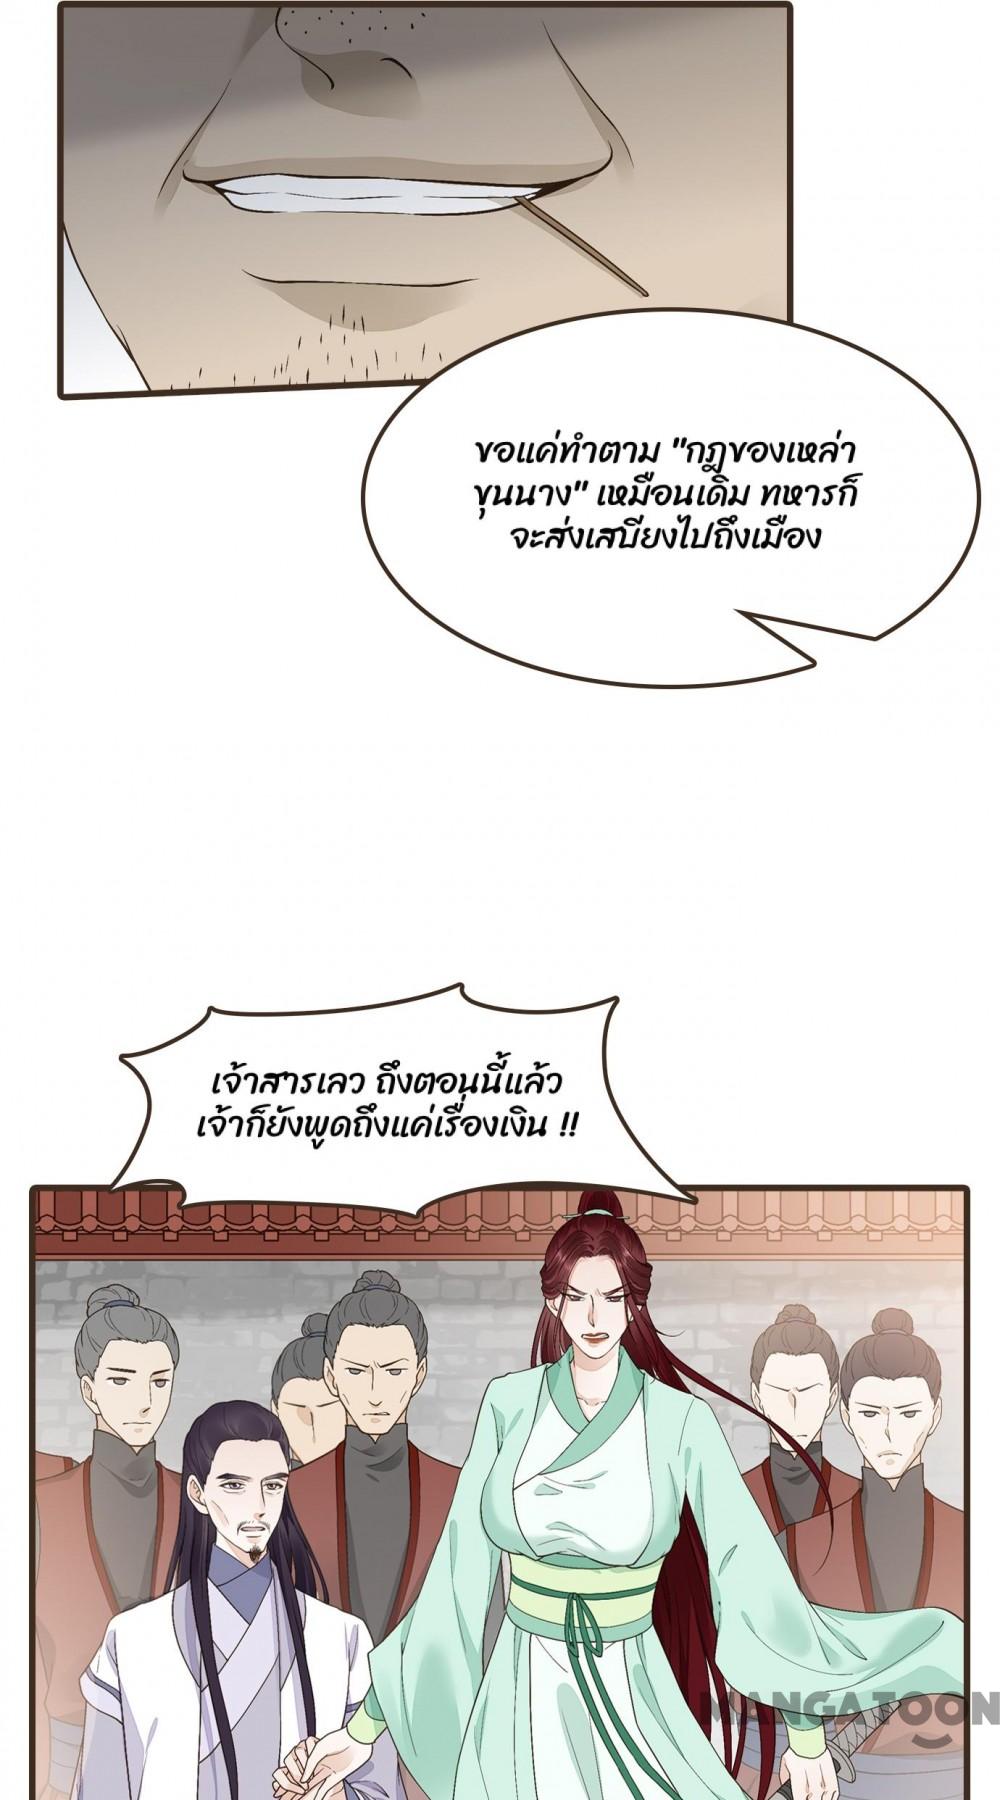 ขอแค่ทำตาม "กฎของเหล่า
ขุนนาง" เหมือนเดิม ทหารก็
จะส่งเสบียงไปถึงเมือง
เจ้าสารเลว ถึงตอนนี้แล้ว
เจ้าก็ยังพูดถึงแค่เรื่องเงิน !!
MANGATOON